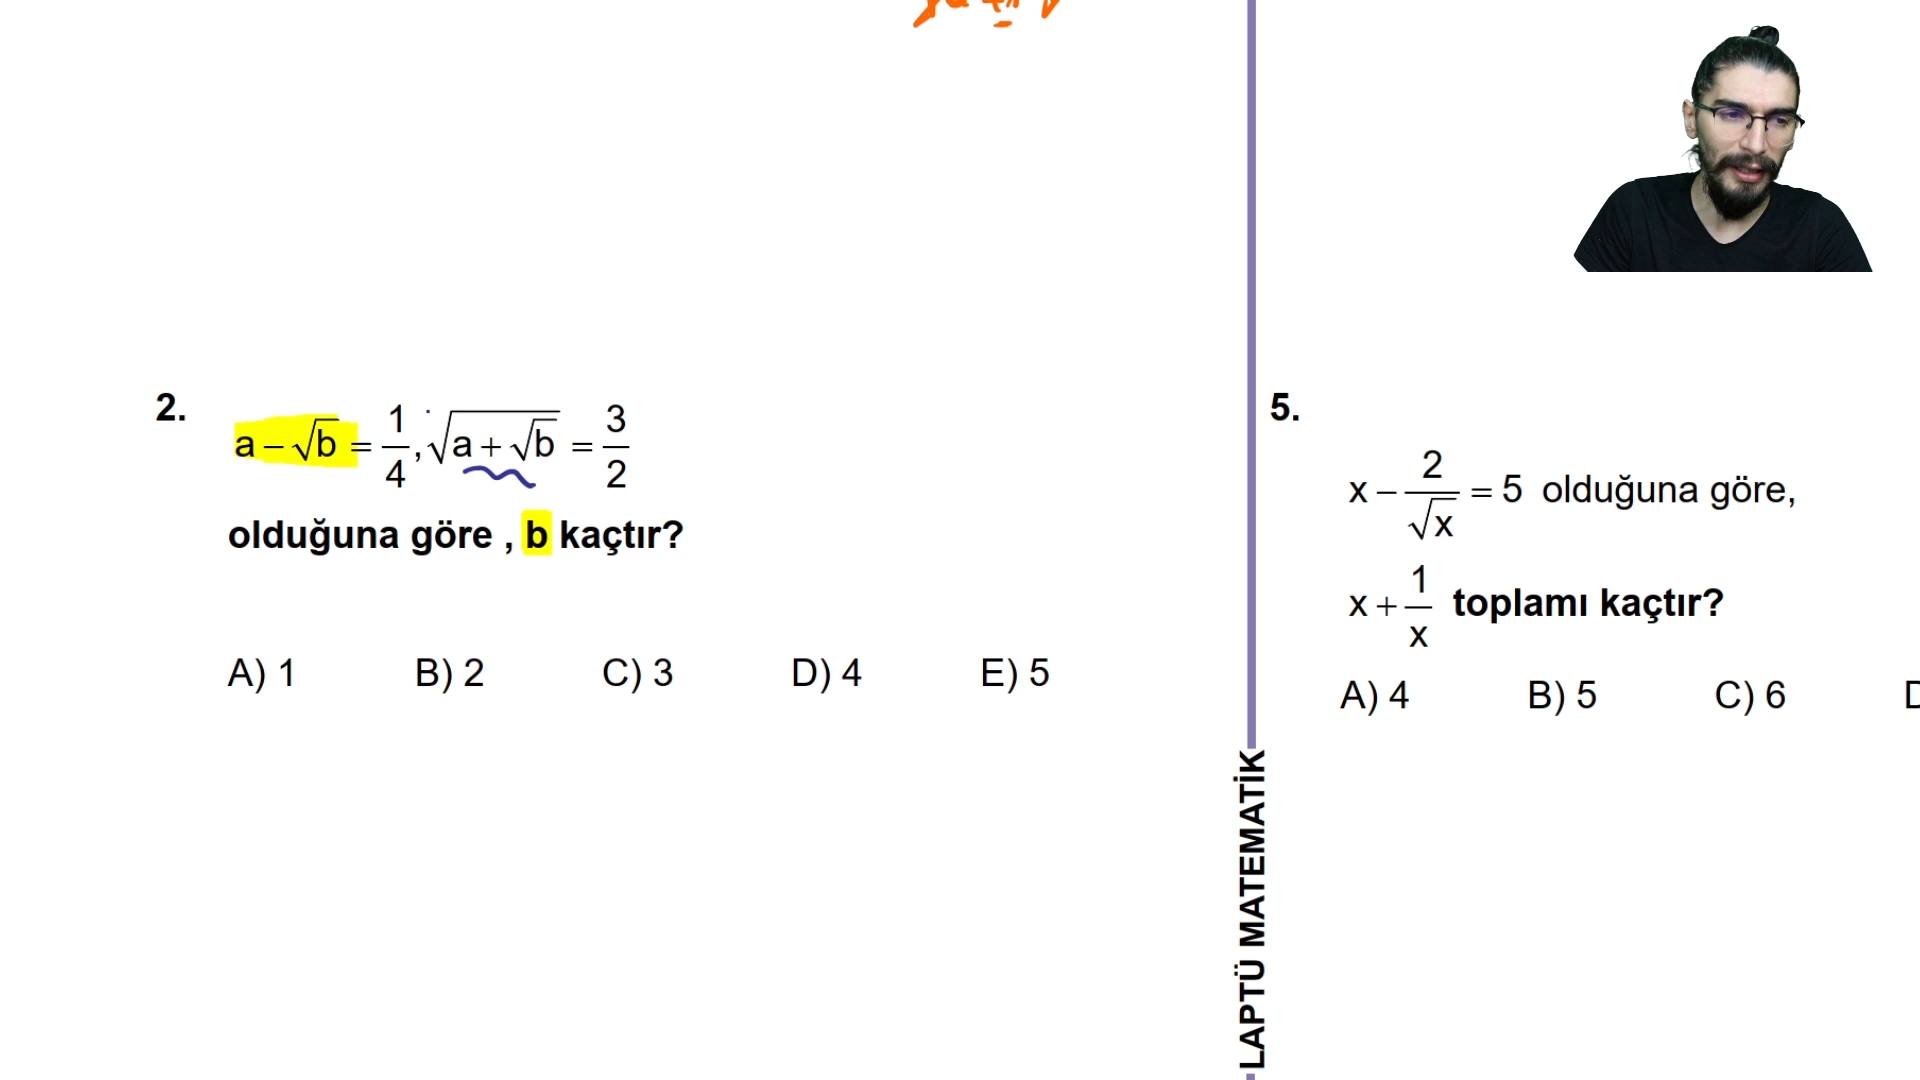 2.
a − √b = 1/4, √(a + √b) = 3/2
olduğuna göre , b kaçtır?
A) 1 B) 2 C) 3 D) 4 E) 5
LAPTÜ MATEMATİK
5.
x − 2/√x = 5 olduğuna göre,
x + 1/x toplamı kaçtır?
A) 4 B) 5 C) 6